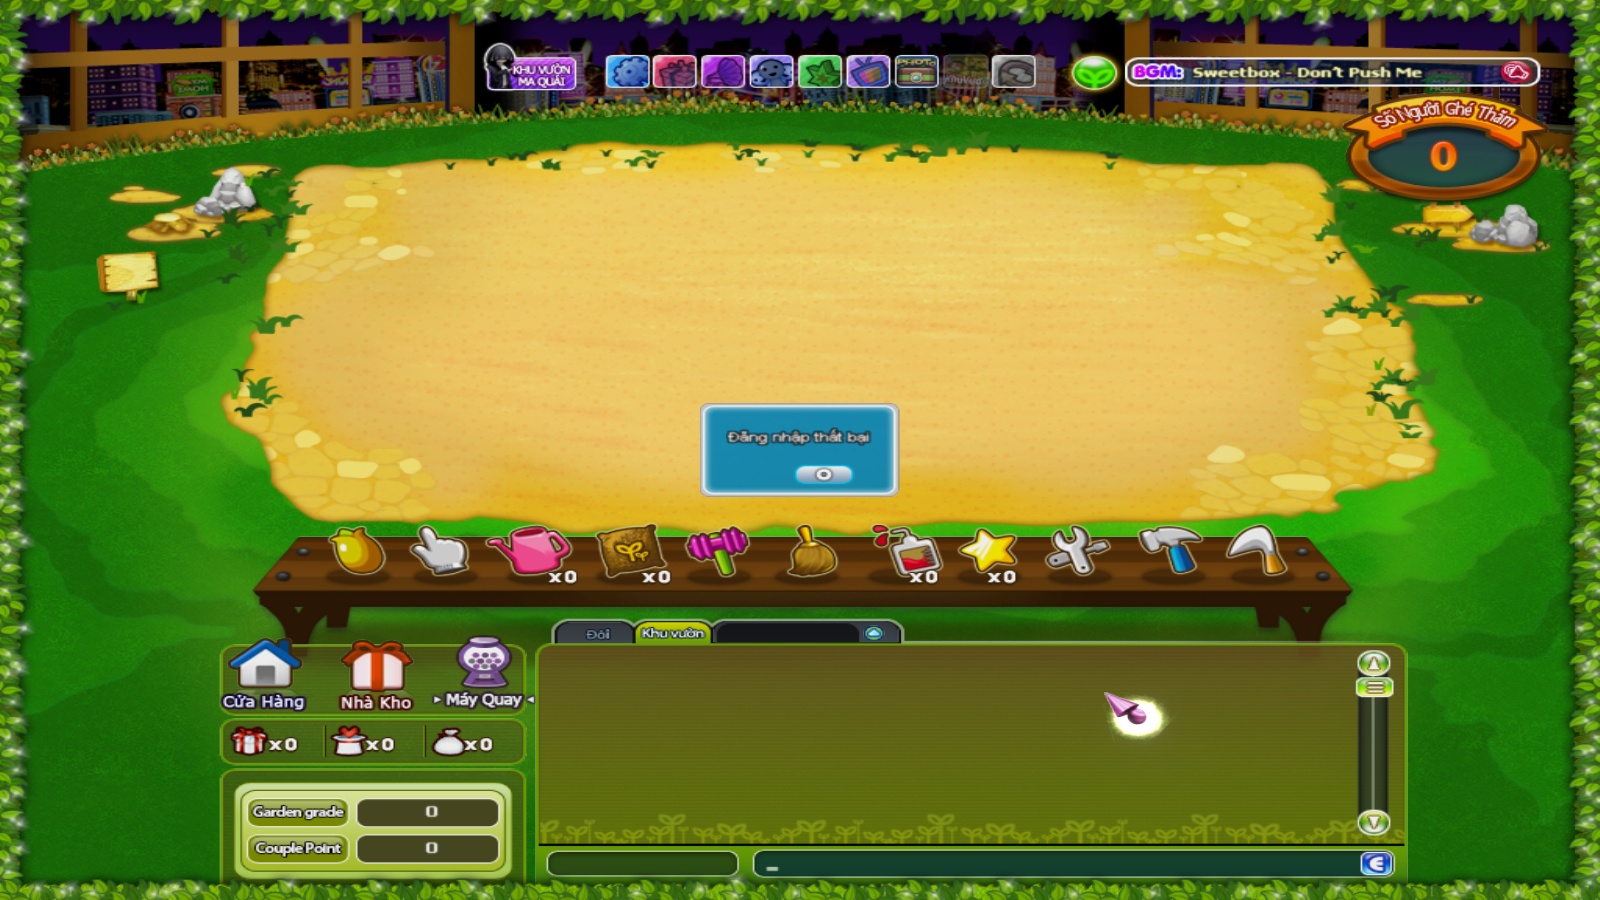 KHU VƯỜN
MA QUÁI
PHOTO
BGM: Sweetbox - Don't Push Me
Số Người Ghé Thăm
0
Đăng nhập thất bại
x0
x0
x0
x0
Đôi
Khu vườn
Cửa Hàng
Nhà Kho
Máy Quay
x0
x0
x0
Garden grade
0
Couple Point
0